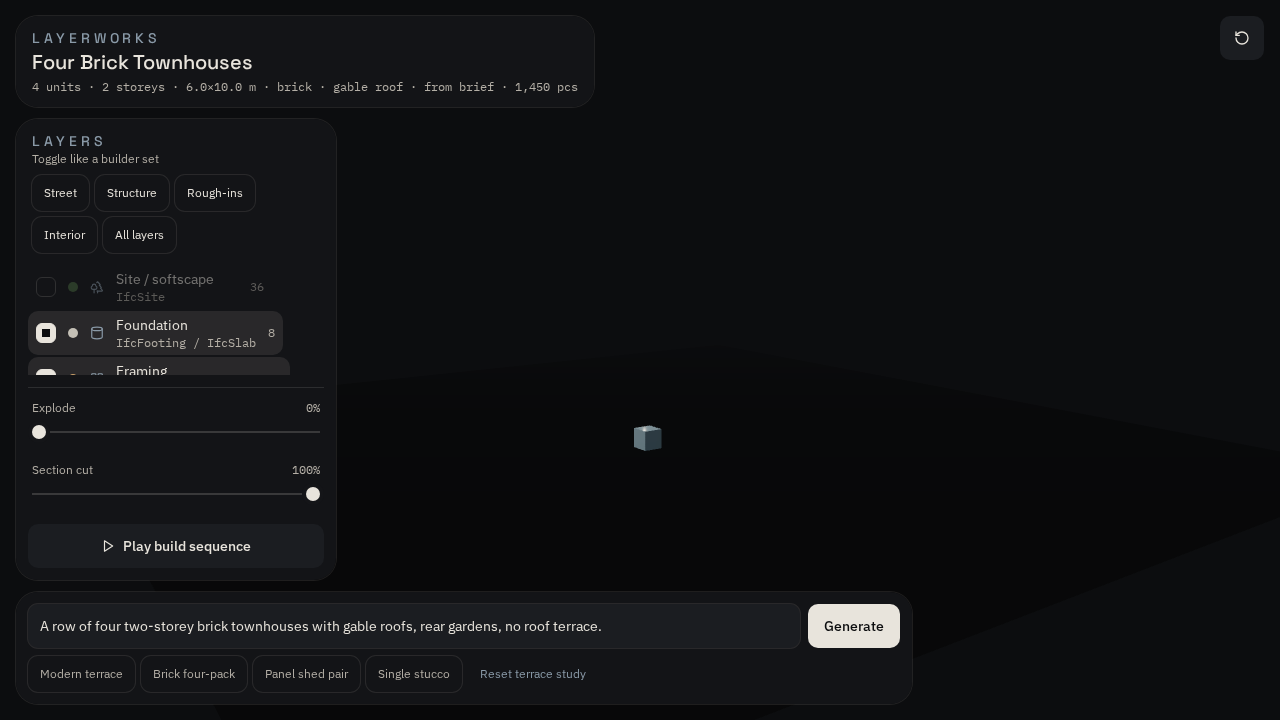 LAYERWORKS
Four Brick Townhouses
4 units · 2 storeys · 6.0×10.0 m · brick · gable roof · from brief · 1,450 pcs
LAYERS
Toggle like a builder set
Street
Structure
Rough-ins
Interior
All layers
Site / softscape
36
IfcSite
Foundation
8
IfcFooting / IfcSlab
Framing
Explode
0%
Section cut
100%
Play build sequence
A row of four two-storey brick townhouses with gable roofs, rear gardens, no roof terrace.
Generate
Modern terrace
Brick four-pack
Panel shed pair
Single stucco
Reset terrace study